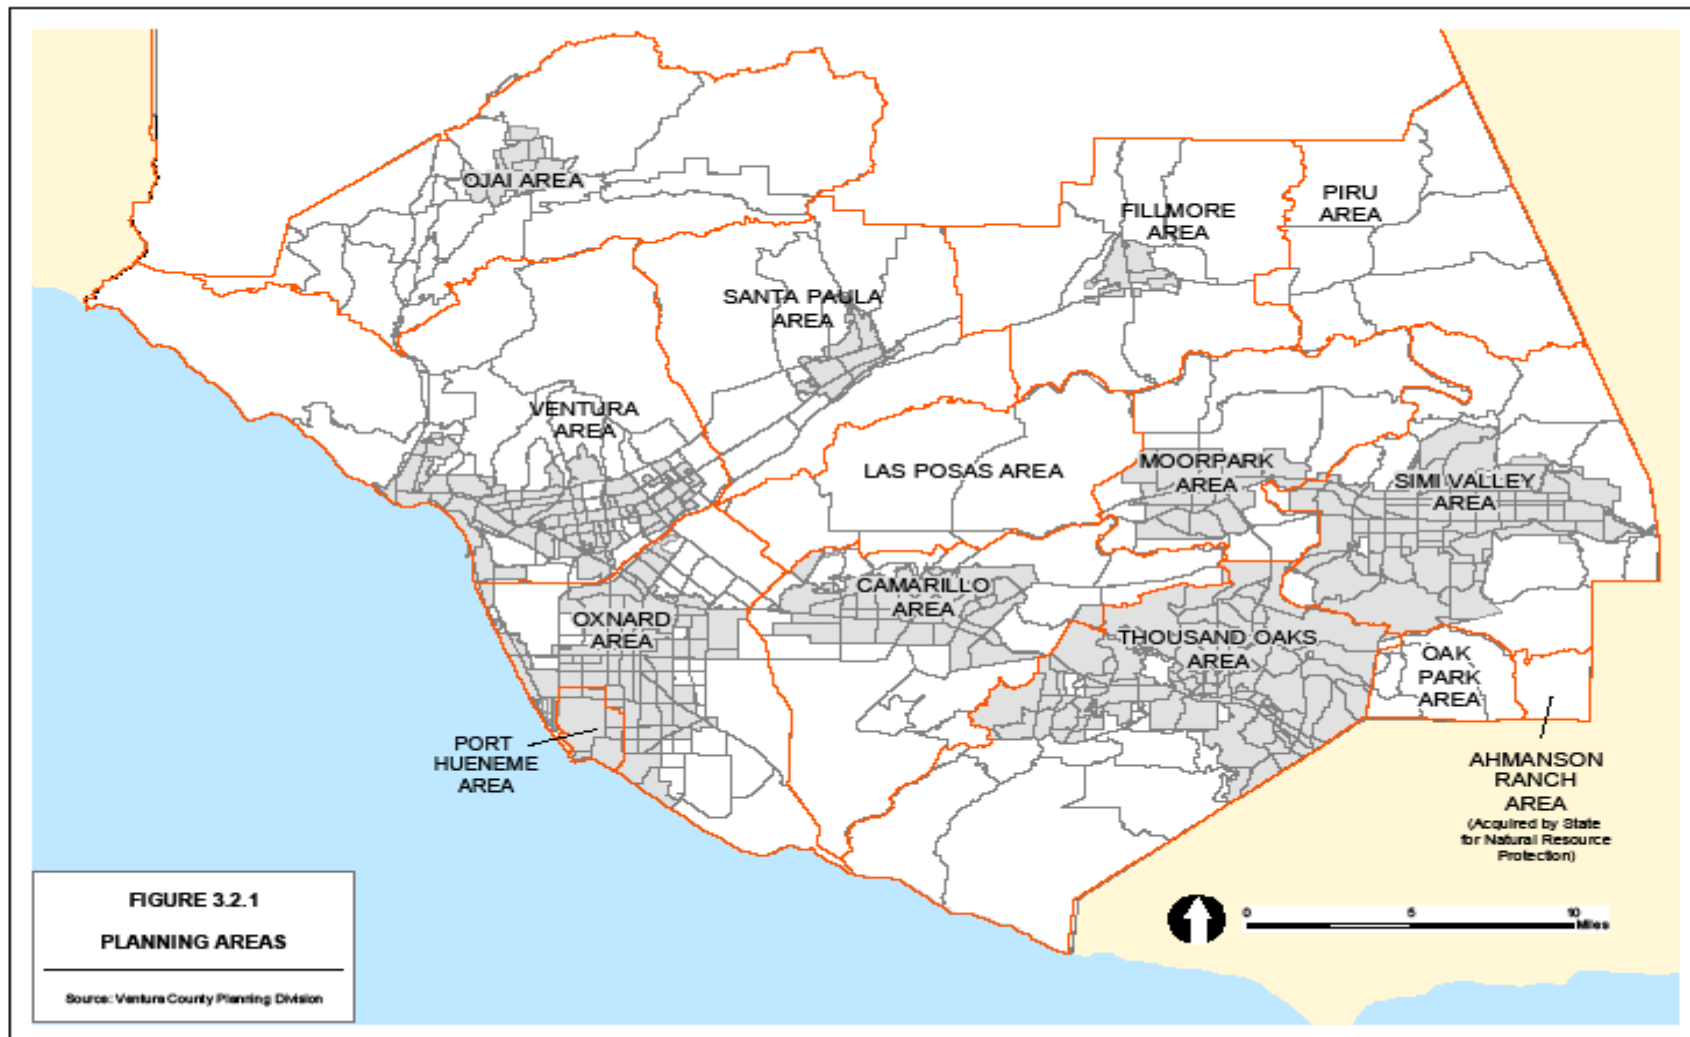 OJAI AREA
PIRU
AREA
FILLMORE
AREA
SANTA PAULA
AREA
VENTURA
AREA
LAS POSAS AREA
MOORPARK
AREA
SIMI VALLEY
AREA
CAMARILLO
AREA
OXNARD
AREA
THOUSAND OAKS
AREA
OAK
PARK
AREA
PORT
HUENEME
AREA
AHMANSON
RANCH
AREA
(Acquired by State
for Natural Resource
Protection)
FIGURE 3.2.1
PLANNING AREAS
Source: Ventura County Planning Division
0 5 10
Miles